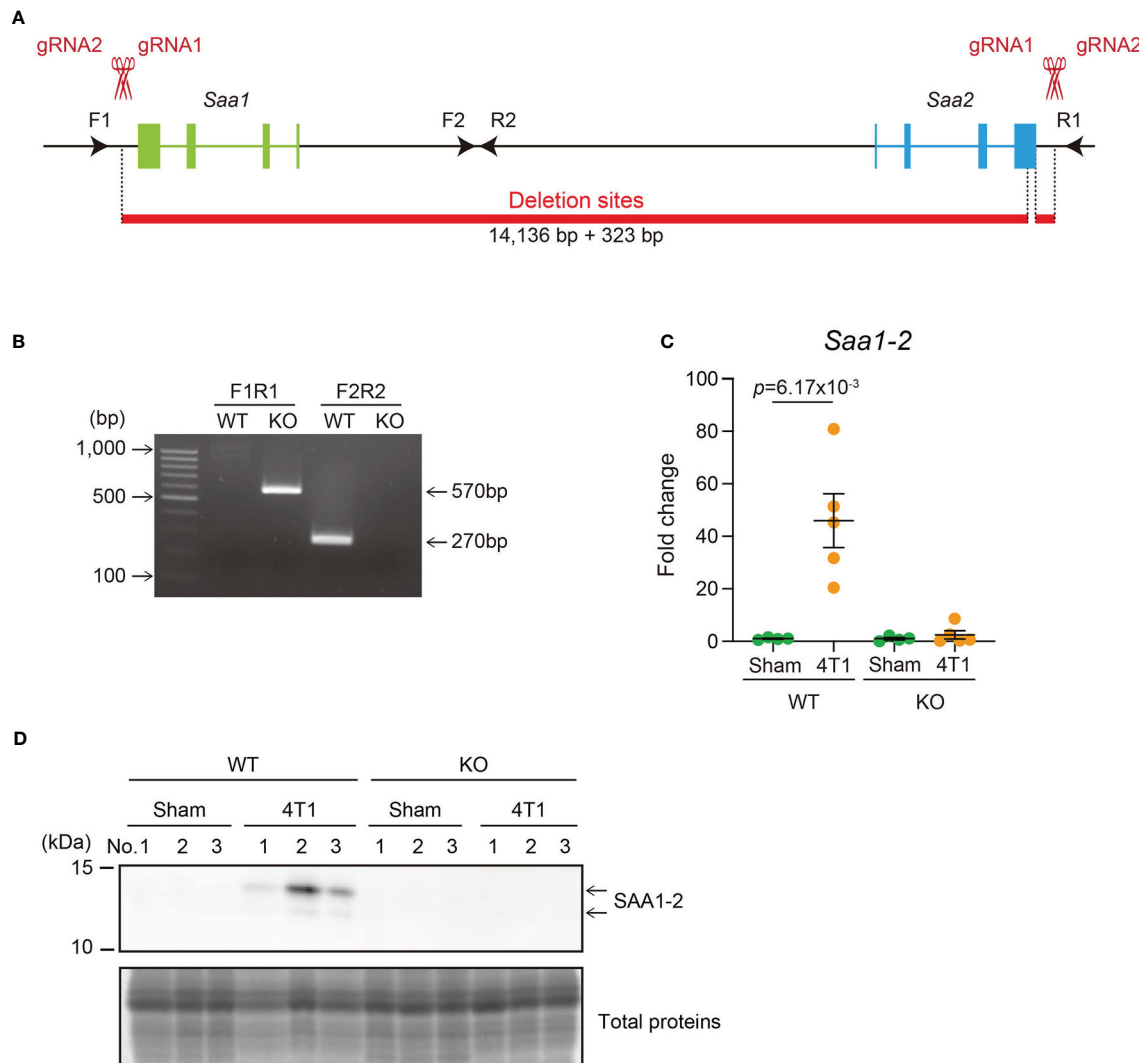 A
gRNA2 gRNA1 gRNA1 gRNA2
Saa1 Saa2
F1 F2 R2 R1
Deletion sites
14,136 bp + 323 bp
B
F1R1 F2R2
(bp) WT KO WT KO
1,000
500
100
570bp
270bp
C
Saa1-2
p=6.17x10⁻³
Fold change
100
80
60
40
20
0
Sham 4T1 Sham 4T1
WT KO
D
WT KO
Sham 4T1 Sham 4T1
(kDa) No.1 2 3 1 2 3 1 2 3 1 2 3
15
10
SAA1-2
Total proteins